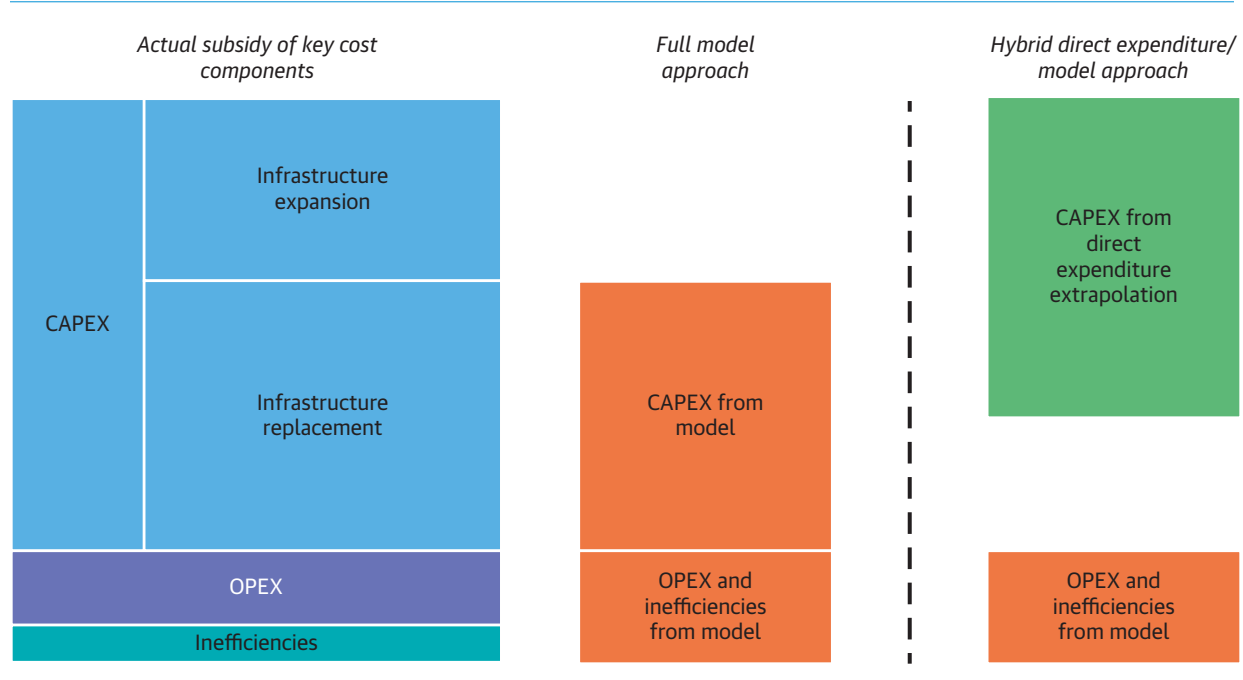 Actual subsidy of key cost
components
Full model
approach
Hybrid direct expenditure/
model approach
CAPEX
Infrastructure
expansion
Infrastructure
replacement
OPEX
Inefficiencies
CAPEX from
model
OPEX and
inefficiencies
from model
CAPEX from
direct
expenditure
extrapolation
OPEX and
inefficiencies
from model